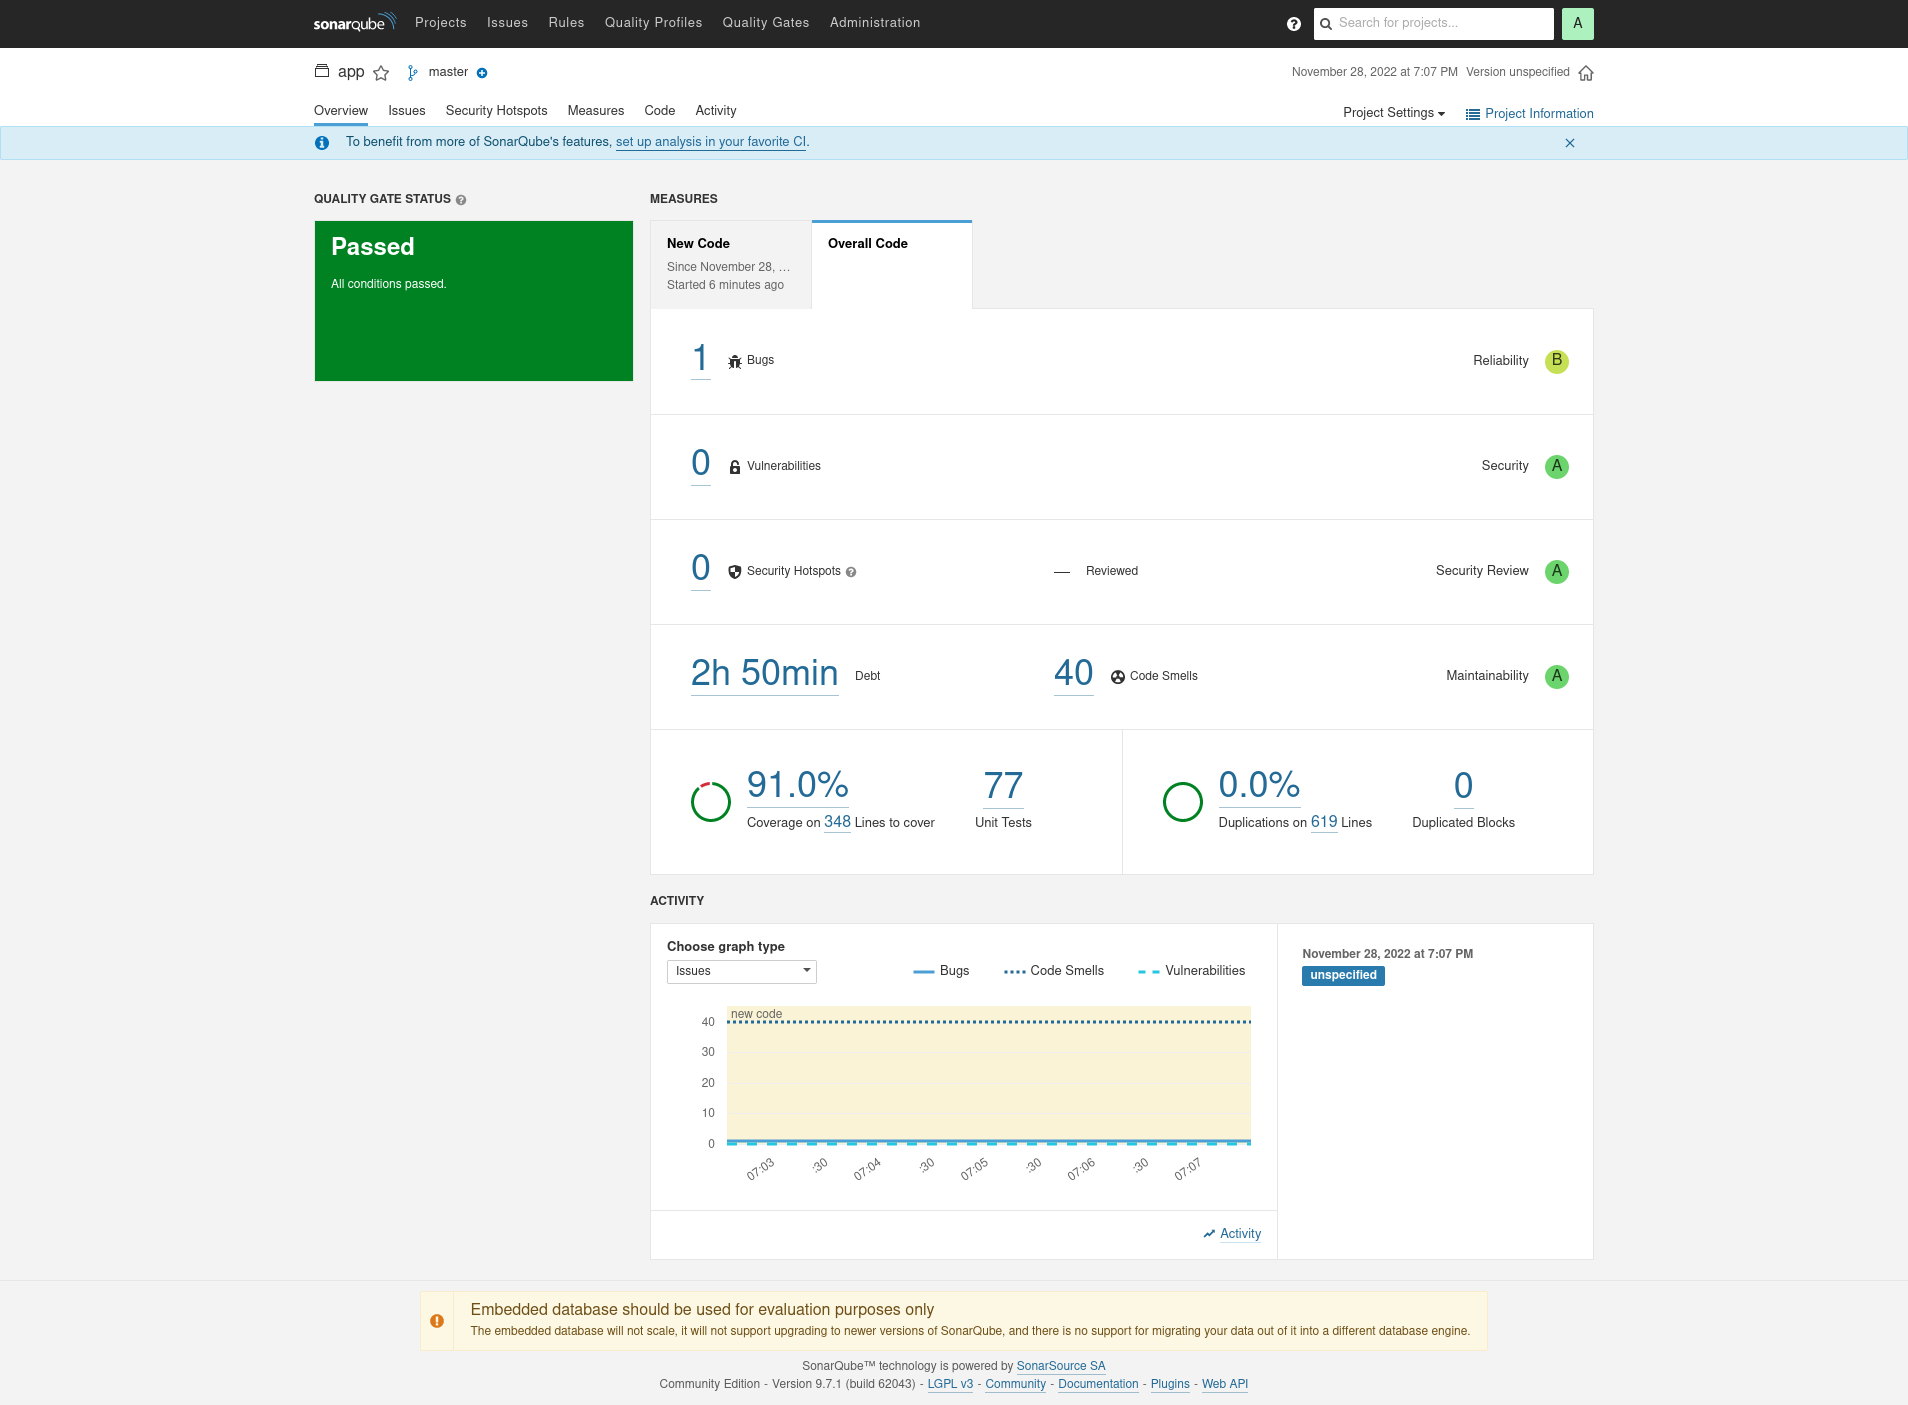 sonarqube Projects Issues Rules Quality Profiles Quality Gates Administration Search for projects... A
app master November 28, 2022 at 7:07 PM Version unspecified
Overview Issues Security Hotspots Measures Code Activity Project Settings Project Information
To benefit from more of SonarQube's features, set up analysis in your favorite CI.
QUALITY GATE STATUS
Passed
All conditions passed.
MEASURES
New Code
Since November 28, ...
Started 6 minutes ago
Overall Code
1 Bugs Reliability B
0 Vulnerabilities Security A
0 Security Hotspots — Reviewed Security Review A
2h 50min Debt 40 Code Smells Maintainability A
91.0%
Coverage on 348 Lines to cover
77
Unit Tests
0.0%
Duplications on 619 Lines
0
Duplicated Blocks
ACTIVITY
Choose graph type
Issues
Bugs Code Smells Vulnerabilities
new code
40
30
20
10
0
07:03 :30 07:04 :30 07:05 :30 07:06 :30 07:07
Activity
November 28, 2022 at 7:07 PM
unspecified
Embedded database should be used for evaluation purposes only
The embedded database will not scale, it will not support upgrading to newer versions of SonarQube, and there is no support for migrating your data out of it into a different database engine.
SonarQube™ technology is powered by SonarSource SA
Community Edition - Version 9.7.1 (build 62043) - LGPL v3 - Community - Documentation - Plugins - Web API